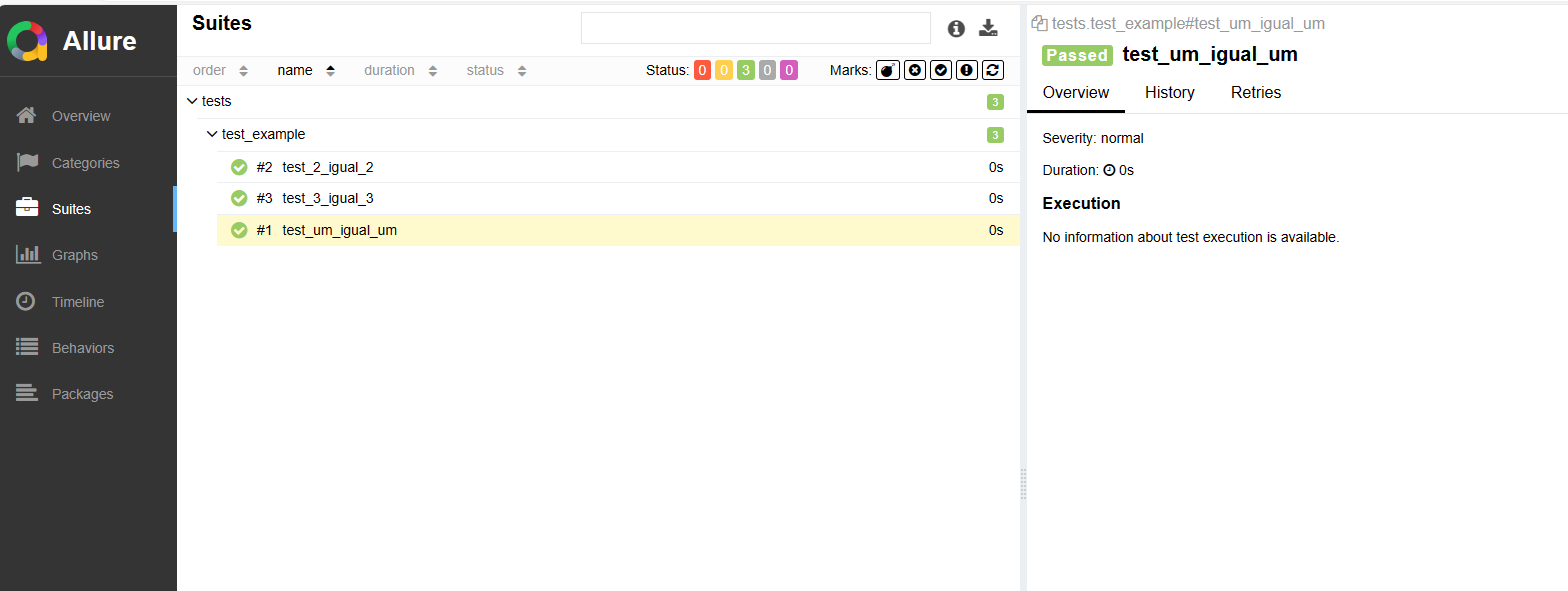 Allure
Overview
Categories
Suites
Graphs
Timeline
Behaviors
Packages
Suites
order name duration status Status: 0 0 3 0 0 Marks:
tests 3
test_example 3
#2 test_2_igual_2 0s
#3 test_3_igual_3 0s
#1 test_um_igual_um 0s
tests.test_example#test_um_igual_um
Passed test_um_igual_um
Overview History Retries
Severity: normal
Duration: 0s
Execution
No information about test execution is available.